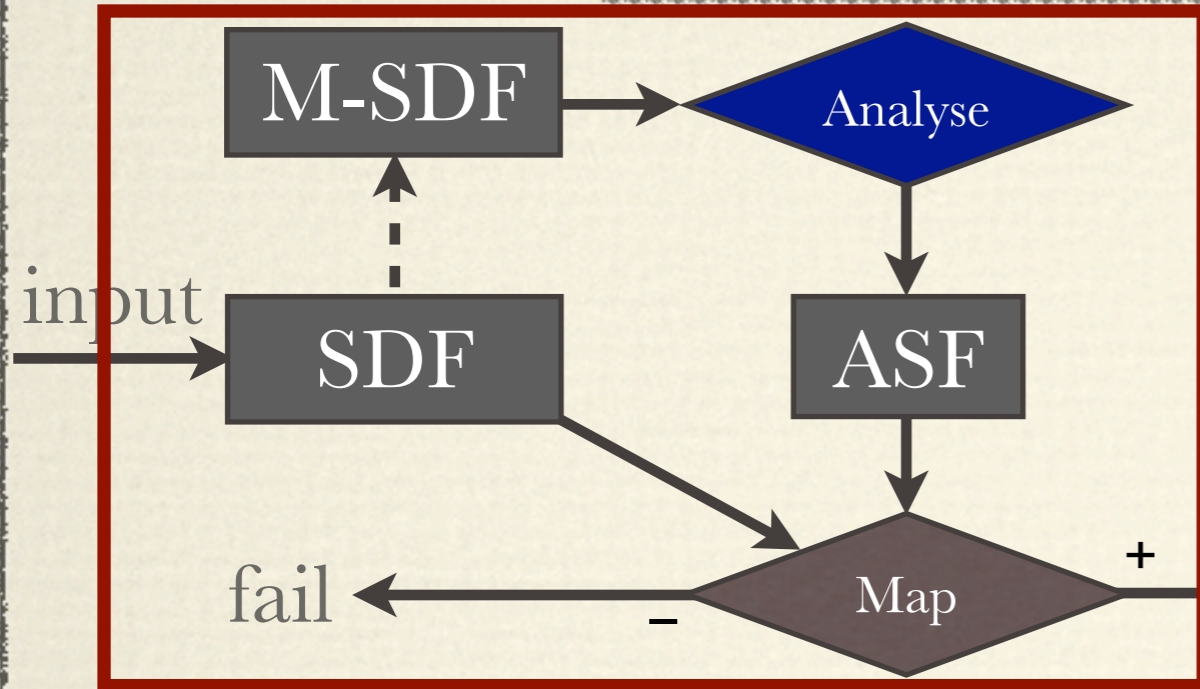 M-SDF
Analyse
input
SDF
ASF
+
fail
Map
–